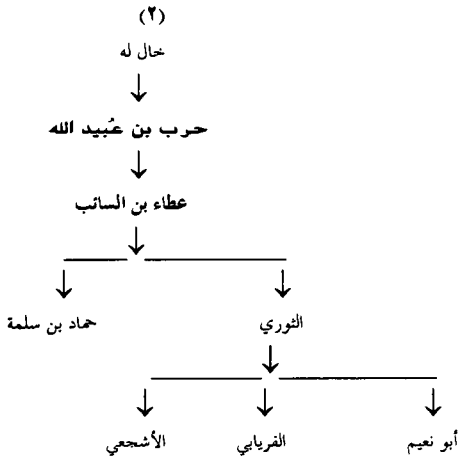 (٢)
خال له
حرب بن عُبيد الله
عطاء بن السائب
الثوري حماد بن سلمة
أبو نعيم الفريابي الأشجعي